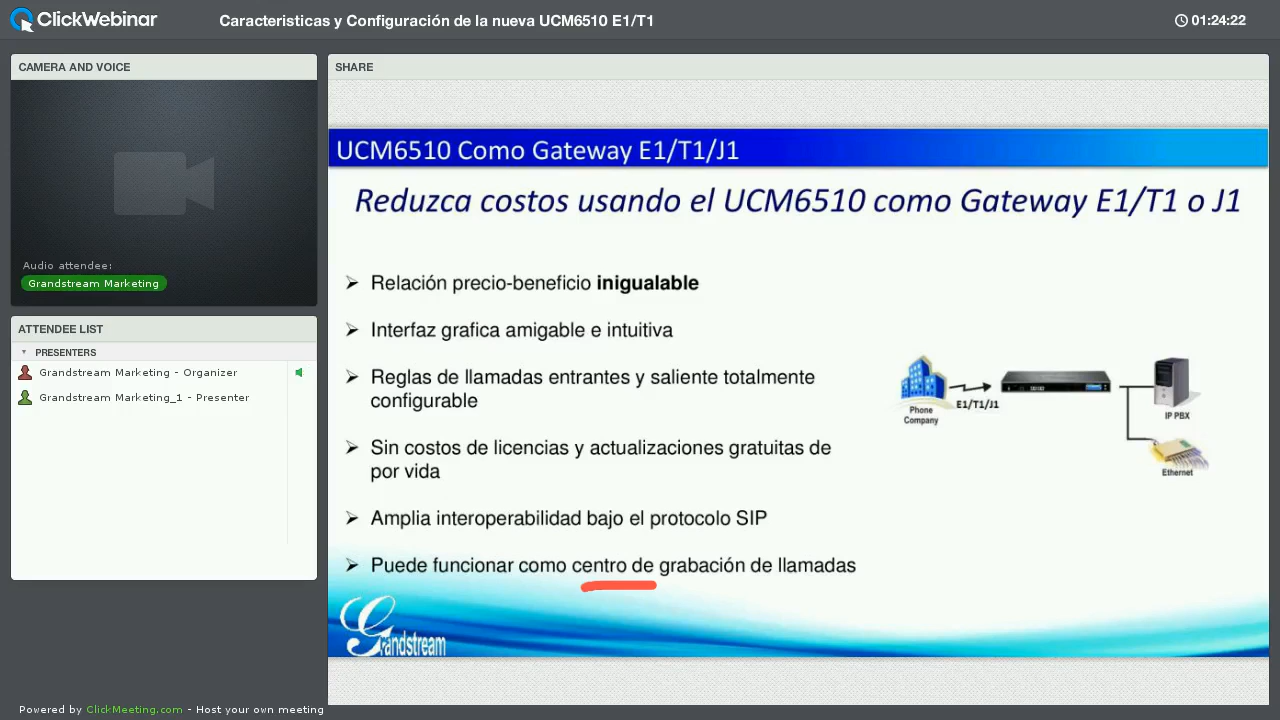 ClickWebinar
Caracteristicas y Configuración de la nueva UCM6510 E1/T1
01:24:22
CAMERA AND VOICE
Audio attendee:
Grandstream Marketing
ATTENDEE LIST
PRESENTERS
Grandstream Marketing - Organizer
Grandstream Marketing_1 - Presenter
SHARE
UCM6510 Como Gateway E1/T1/J1
Reduzca costos usando el UCM6510 como Gateway E1/T1 o J1
Relación precio-beneficio inigualable
Interfaz grafica amigable e intuitiva
Reglas de llamadas entrantes y saliente totalmente
configurable
Sin costos de licencias y actualizaciones gratuitas de
por vida
Amplia interoperabilidad bajo el protocolo SIP
Puede funcionar como centro de grabación de llamadas
Phone
Company
E1/T1/J1
IP PBX
Ethernet
Grandstream
Powered by ClickMeeting.com - Host your own meeting